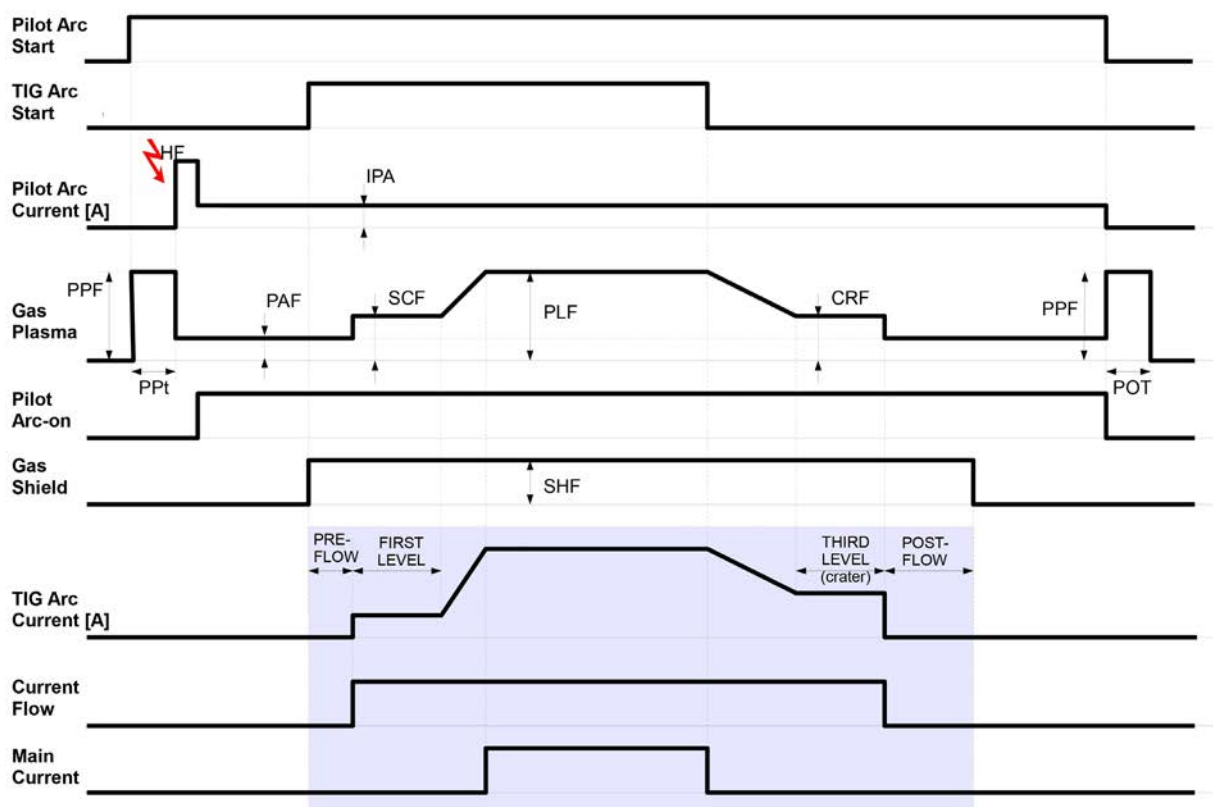 Pilot Arc
Start
TIG Arc
Start
HF
Pilot Arc
Current [A]
IPA
PPF
Gas
Plasma
PAF
SCF
PLF
CRF
PPF
PPt
POT
Pilot
Arc-on
Gas
Shield
SHF
PRE-
FLOW
FIRST
LEVEL
THIRD
LEVEL
(crater)
POST-
FLOW
TIG Arc
Current [A]
Current
Flow
Main
Current